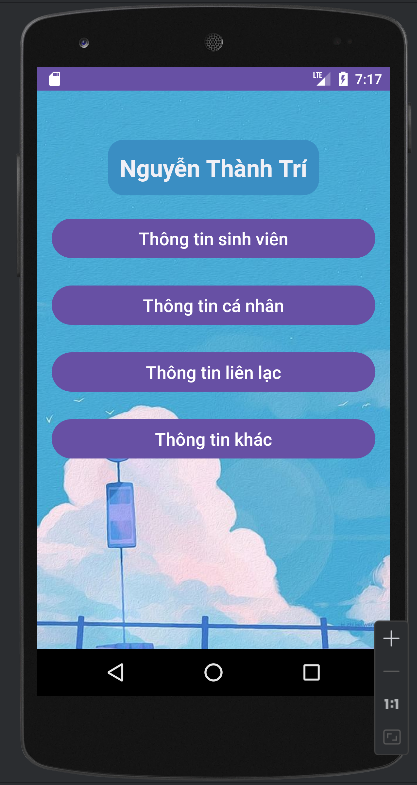 LTE 7:17
Nguyễn Thành Trí
Thông tin sinh viên
Thông tin cá nhân
Thông tin liên lạc
Thông tin khác
1:1